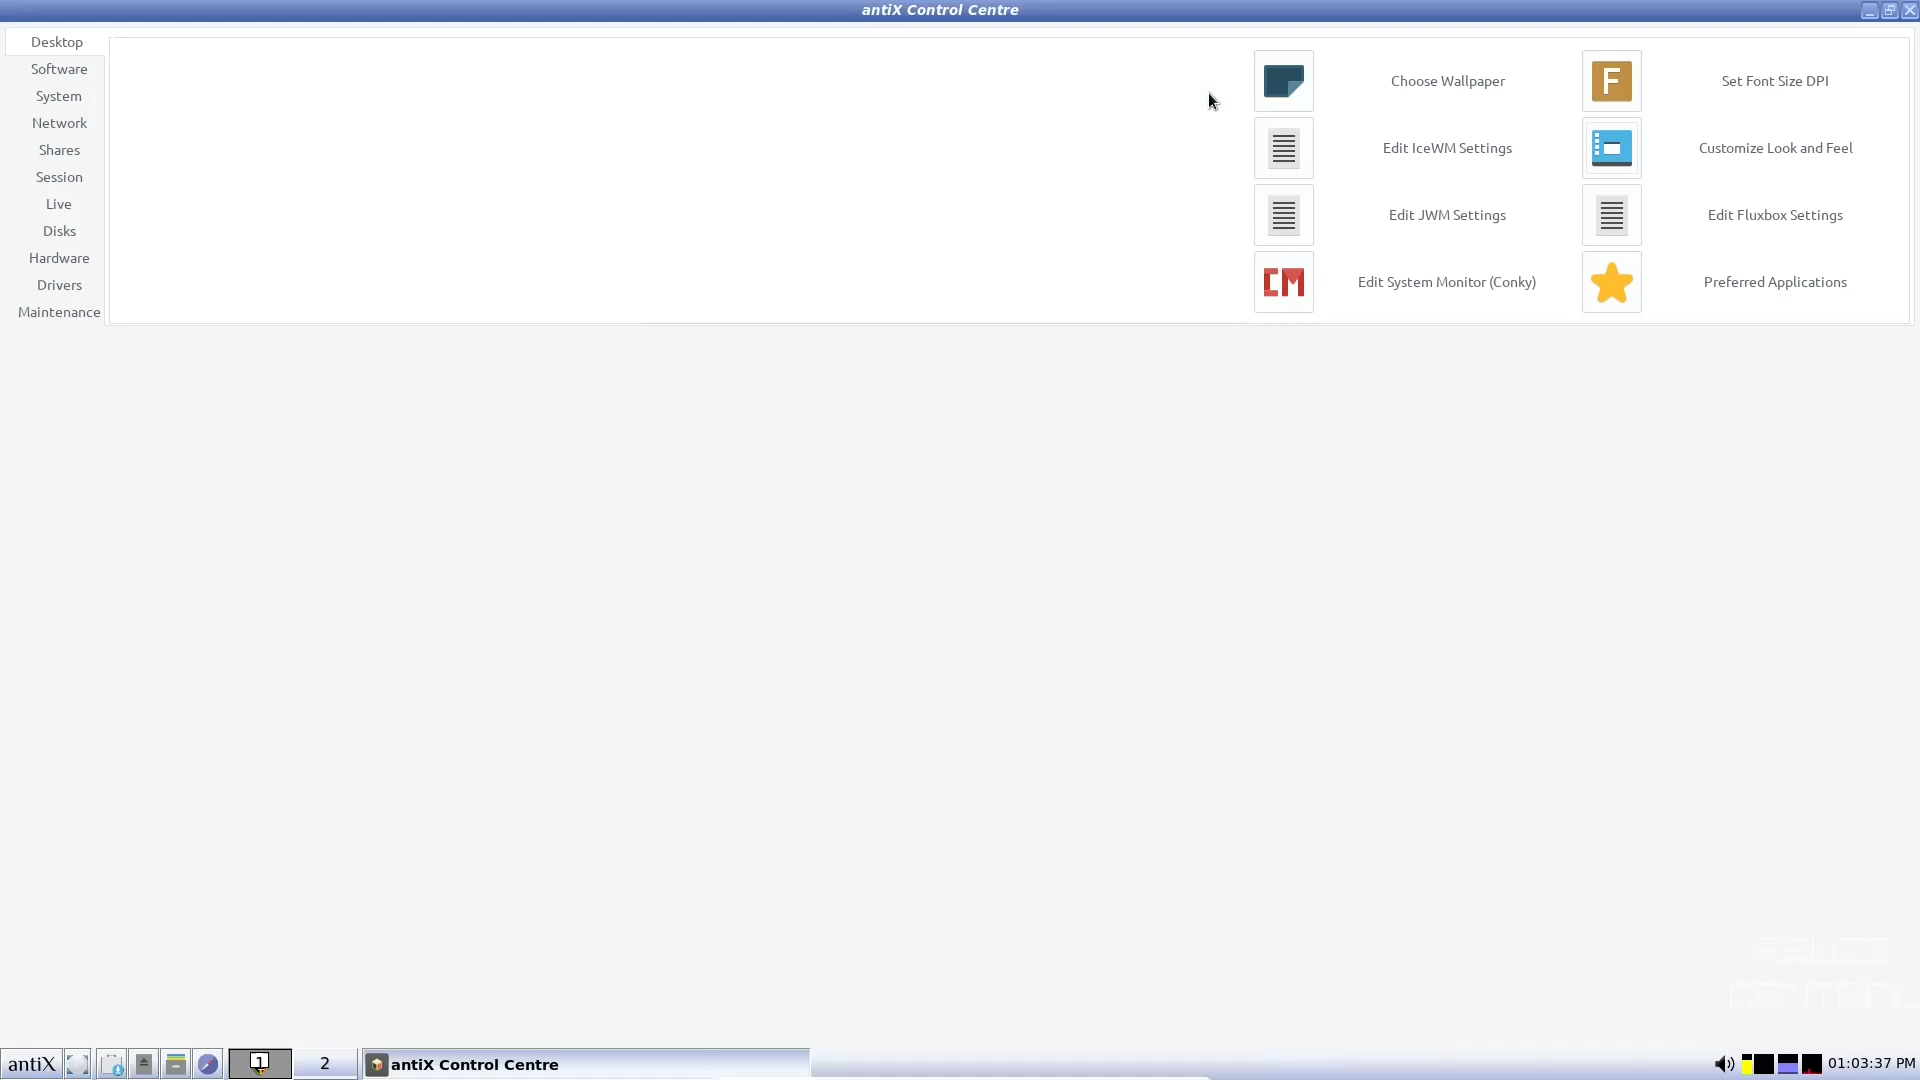 antiX Control Centre
Desktop
Software
System
Network
Shares
Session
Live
Disks
Hardware
Drivers
Maintenance
Choose Wallpaper
F
Set Font Size DPI
Edit IceWM Settings
Customize Look and Feel
Edit JWM Settings
Edit Fluxbox Settings
CM
Edit System Monitor (Conky)
Preferred Applications
antiX
1
2
antiX Control Centre
01:03:37 PM